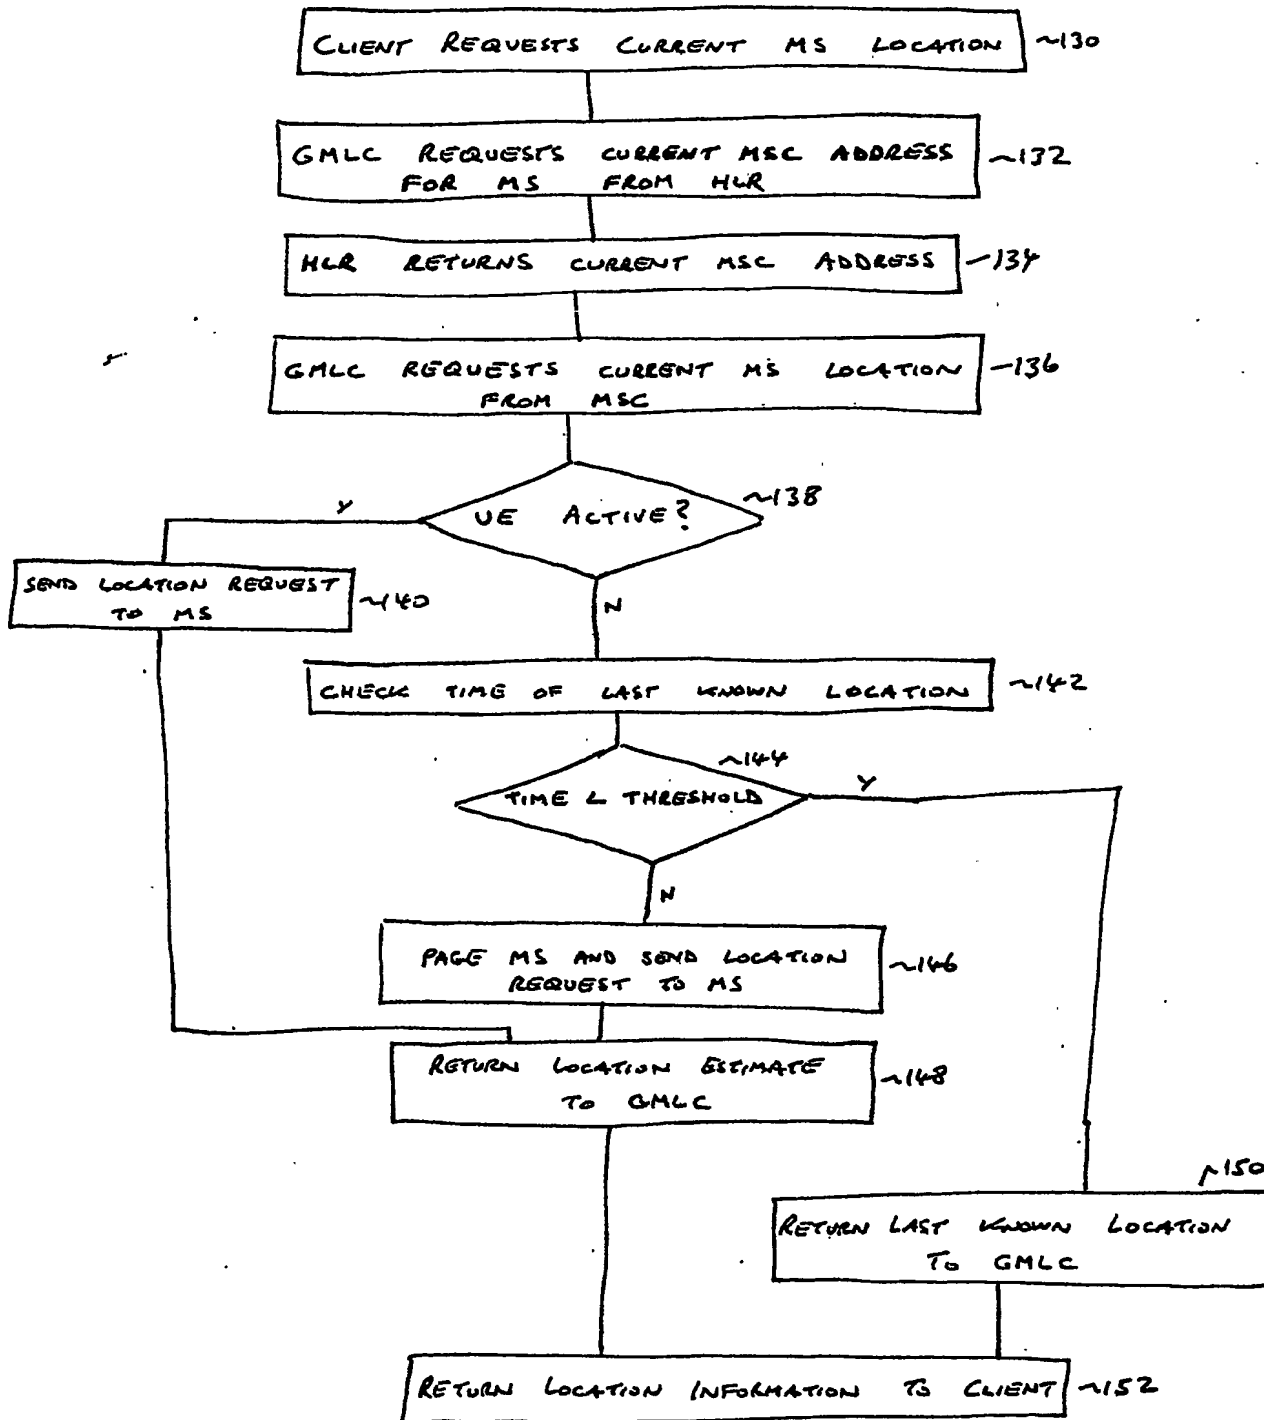 CLIENT REQUESTS CURRENT MS LOCATION ~130
GMLC REQUESTS CURRENT MSC ADDRESS ~132
FOR MS FROM HLR
HLR RETURNS CURRENT MSC ADDRESS ~134
GMLC REQUESTS CURRENT MS LOCATION ~136
FROM MSC
UE ACTIVE? ~138
Y
SEND LOCATION REQUEST
TO MS ~140
N
CHECK TIME OF LAST KNOWN LOCATION ~142
~144
TIME < THRESHOLD
Y
N
PAGE MS AND SEND LOCATION
REQUEST TO MS ~146
RETURN LOCATION ESTIMATE
TO GMLC ~148
~150
RETURN LAST KNOWN LOCATION
TO GMLC
RETURN LOCATION INFORMATION TO CLIENT ~152